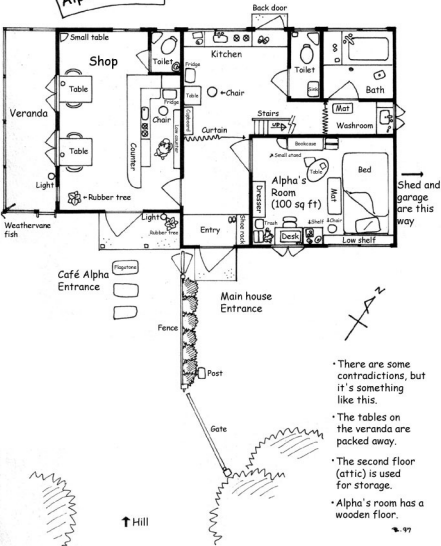 Back door
Small table
Shop
Toilet
Kitchen
Toilet
Fridge
Bath
Table
Fridge
Table
←Chair
Sink
Veranda
Chair
Cupboard
Stairs
UP
Mat
Washroom
Low counter
Curtain
Table
Counter
Bookcase
Small stand
Bed
Table
Alpha's
Room
(100 sq ft)
Mat
Dresser
Shed and
garage
are this
way
Light
←Rubber tree
Light
Rubber tree
Entry
Shoe rack
Trash
Shelf
Chair
Desk
Low shelf
Weathervane
fish
Café Alpha
Entrance
Flagstone
Main house
Entrance
N
Fence
Post
Gate
・There are some
contradictions, but
it's something
like this.
・The tables on
the veranda are
packed away.
・The second floor
(attic) is used
for storage.
・Alpha's room has a
wooden floor.
↑Hill
97